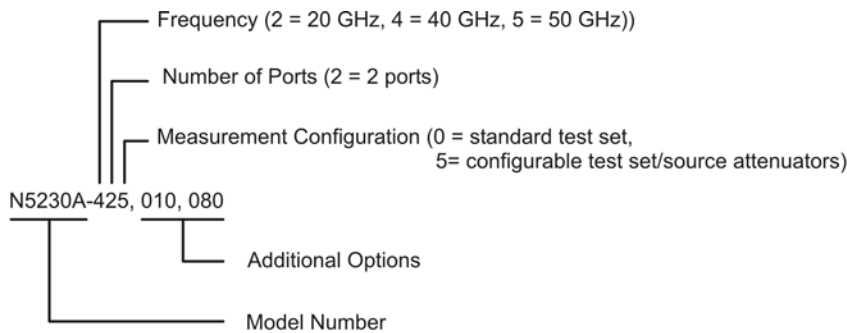 Frequency (2 = 20 GHz, 4 = 40 GHz, 5 = 50 GHz))
Number of Ports (2 = 2 ports)
Measurement Configuration (0 = standard test set,
5= configurable test set/source attenuators)
N5230A-425, 010, 080
Additional Options
Model Number